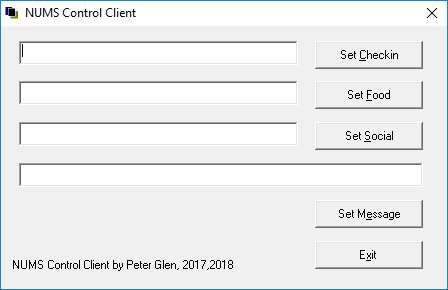 NUMS Control Client
Set Checkin
Set Food
Set Social
Set Message
Exit
NUMS Control Client by Peter Glen, 2017,2018